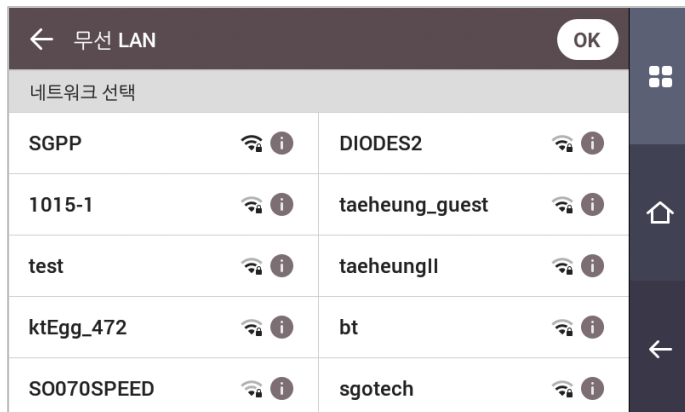 무선 LAN
OK
네트워크 선택
SGPP
DIODES2
1015-1
taeheung_guest
test
taeheungII
ktEgg_472
bt
SO070SPEED
sgotech